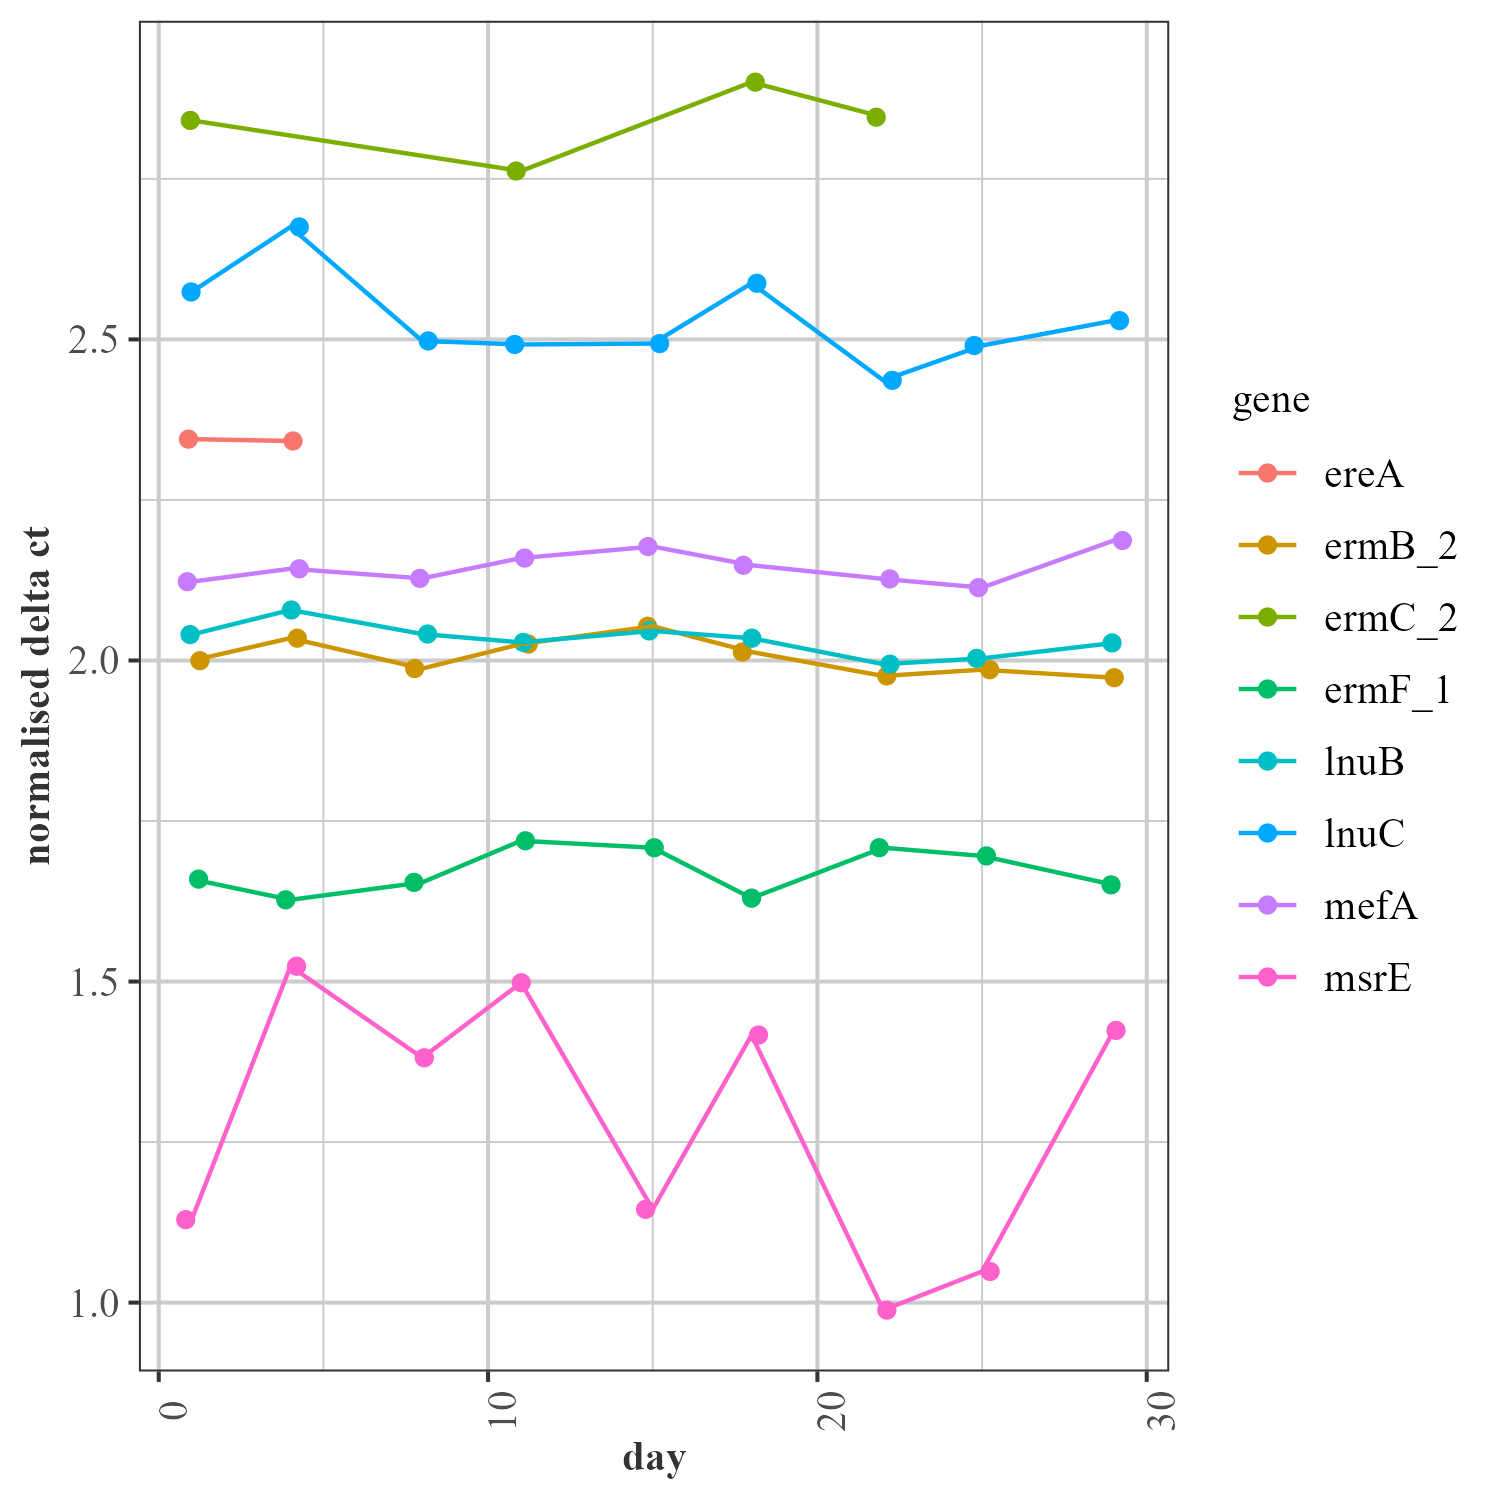 normalised delta ct
2.5
2.0
1.5
1.0
0
10
20
30
day
gene
ereA
ermB_2
ermC_2
ermF_1
lnuB
lnuC
mefA
msrE